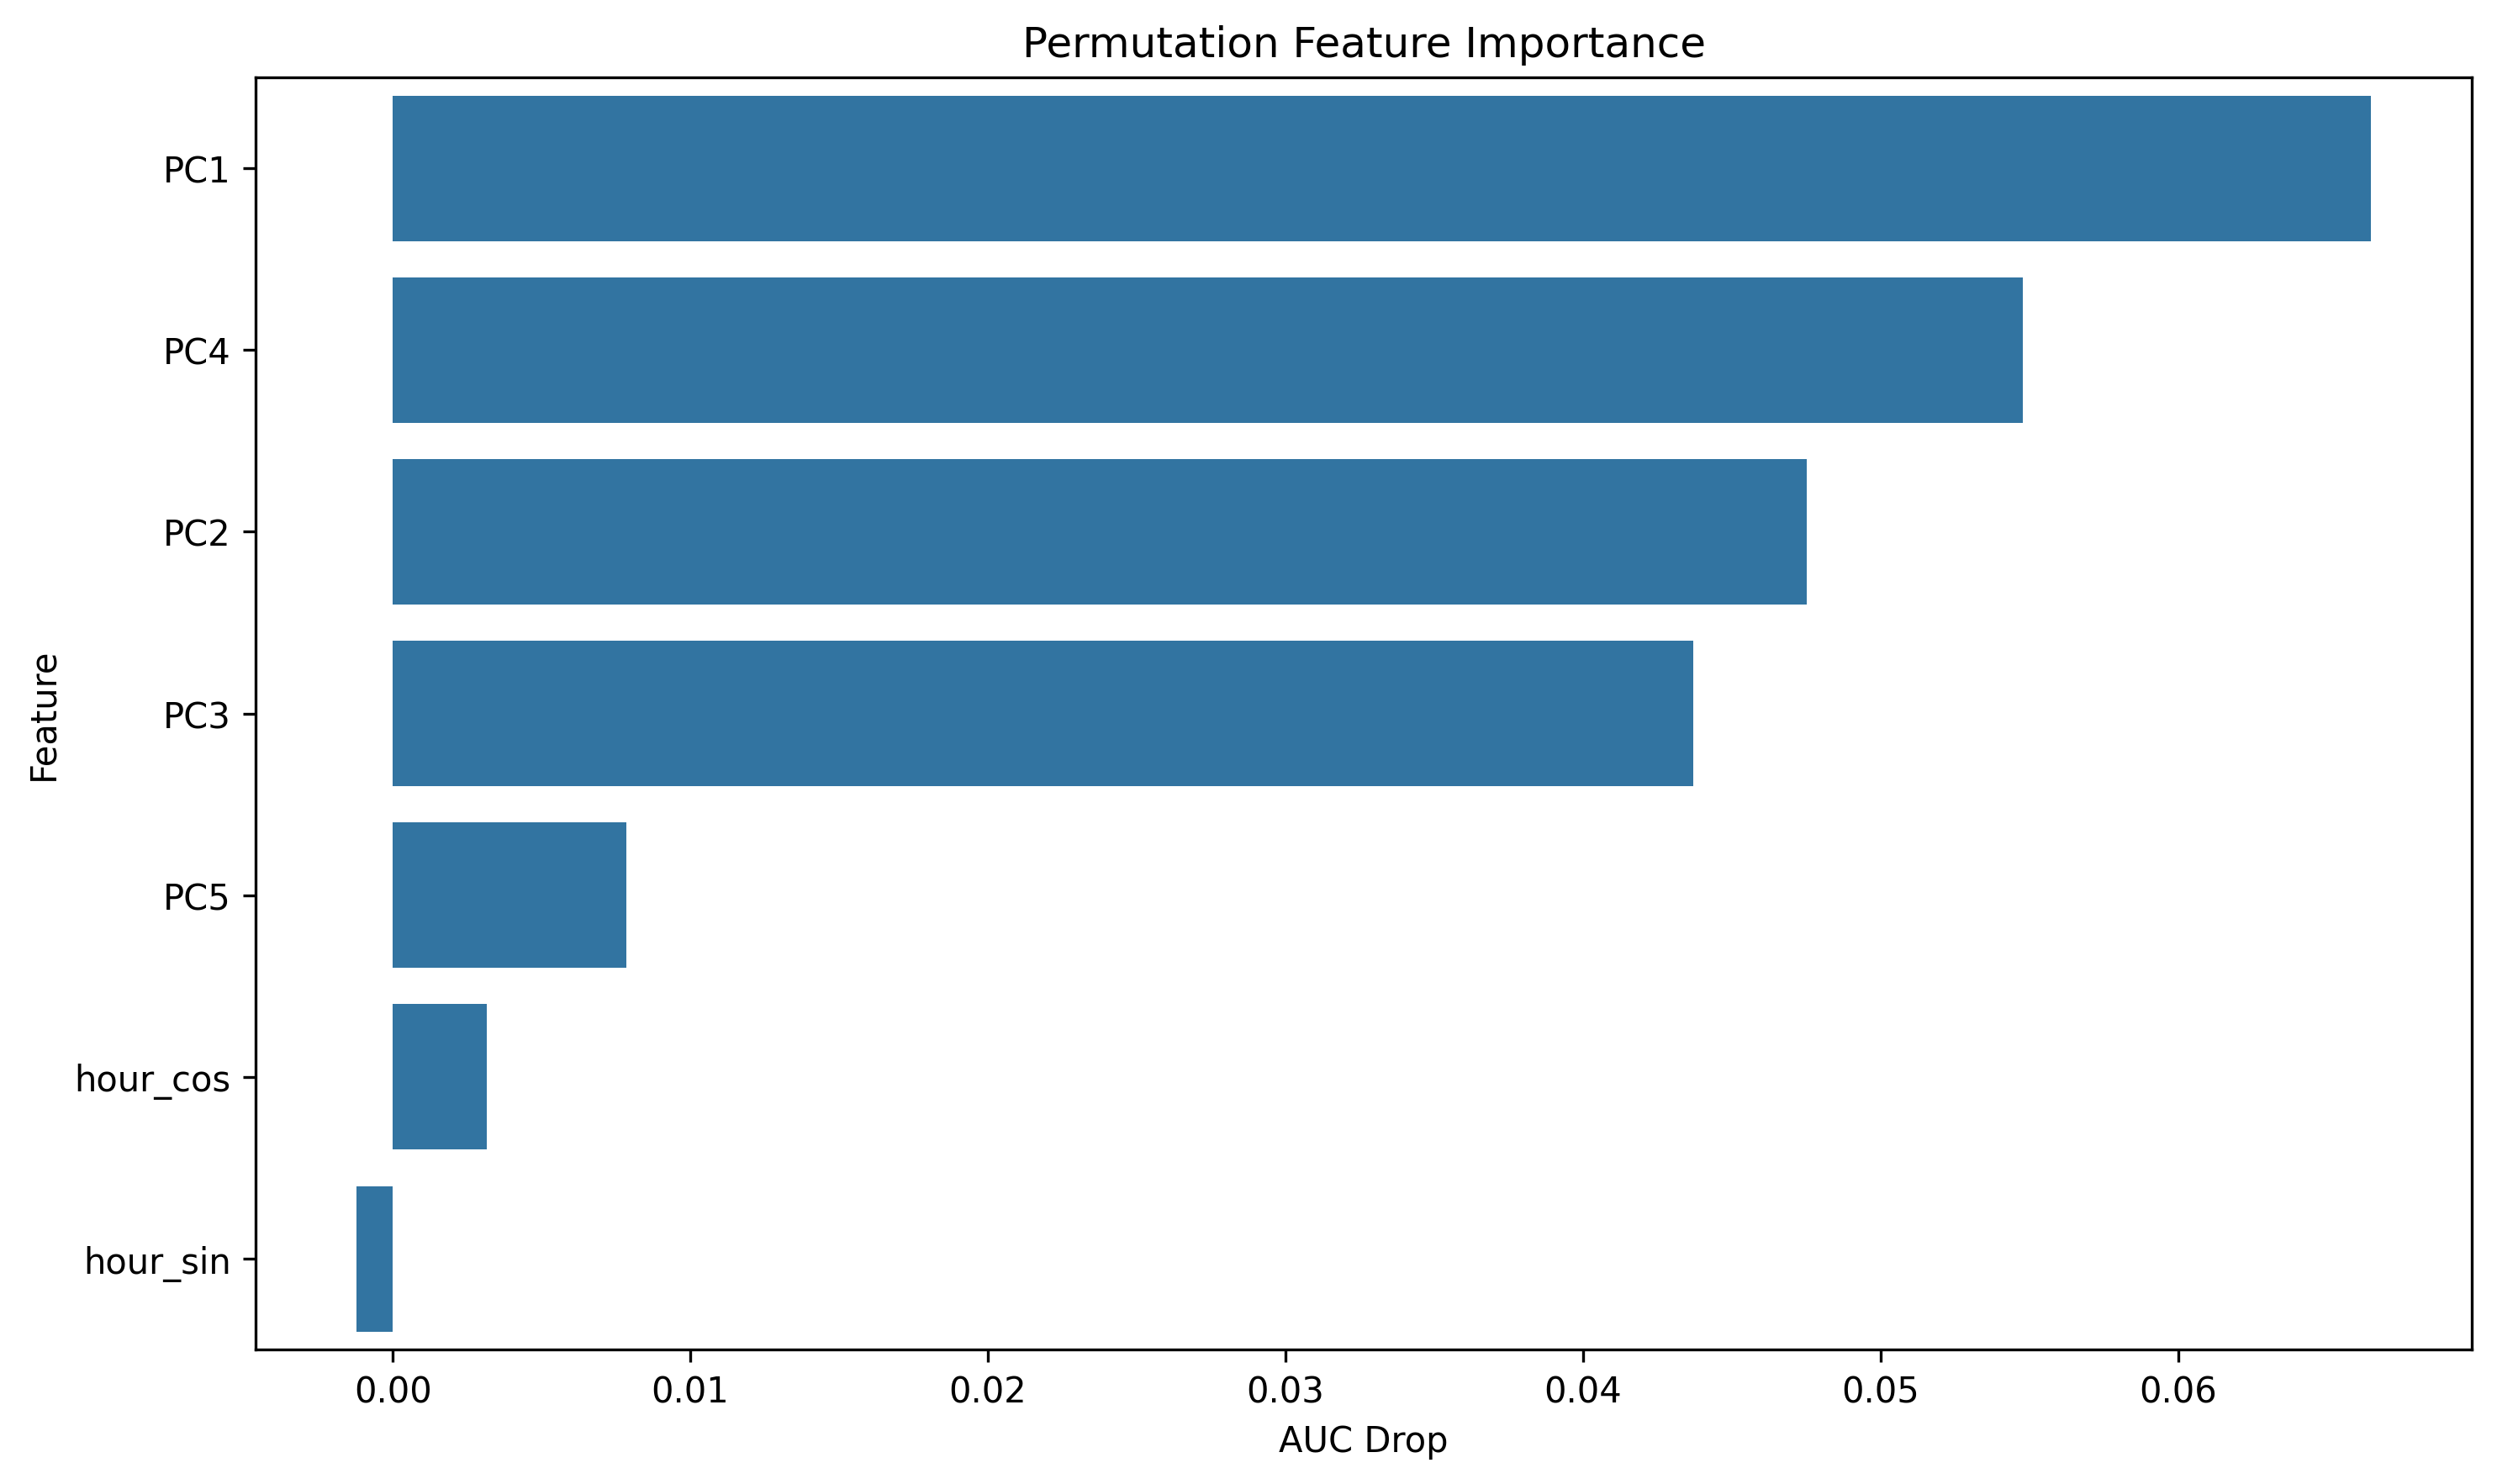 Permutation Feature Importance
Feature
PC1
PC4
PC2
PC3
PC5
hour_cos
hour_sin
0.00 0.01 0.02 0.03 0.04 0.05 0.06
AUC Drop